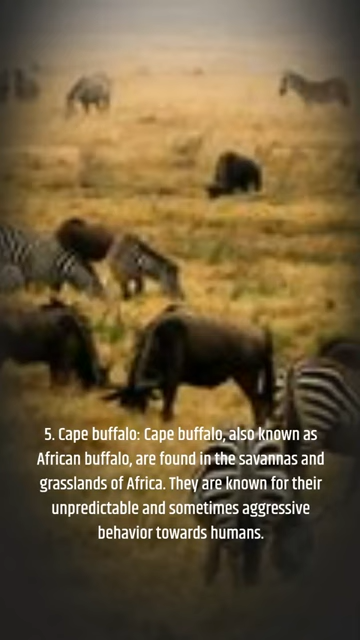 5. Cape buffalo: Cape buffalo, also known as
African buffalo, are found in the savannas and
grasslands of Africa. They are known for their
unpredictable and sometimes aggressive
behavior towards humans.